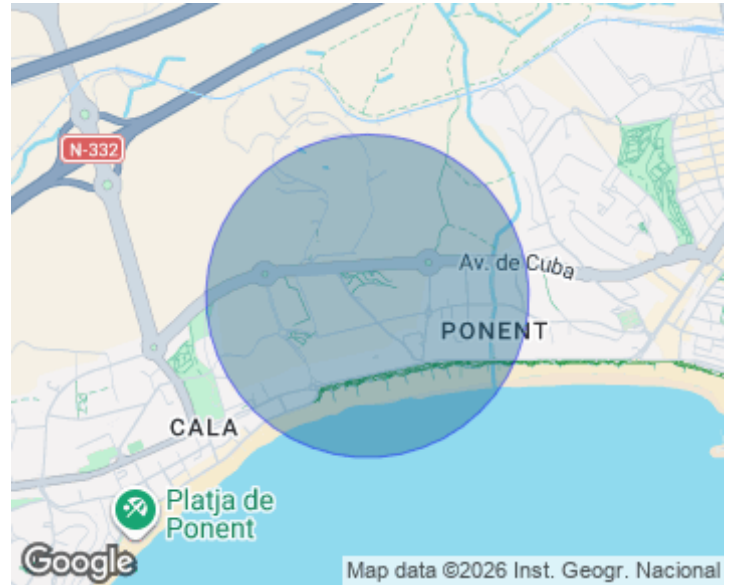 N-332
Av. de Cuba
PONENT
CALA
Platja de
Ponent
Google
Map data ©2026 Inst. Geogr. Nacional